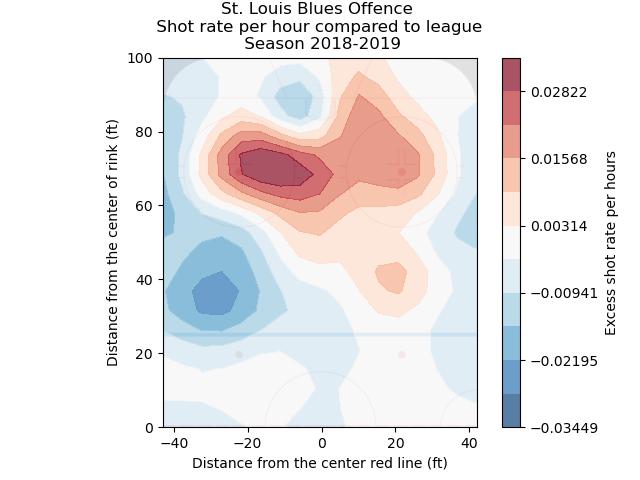 St. Louis Blues Offence
Shot rate per hour compared to league
Season 2018-2019
100
80
60
40
20
0
−40
−20
0
20
40
Distance from the center of rink (ft)
Distance from the center red line (ft)
0.02822
0.01568
0.00314
−0.00941
−0.02195
−0.03449
Excess shot rate per hours